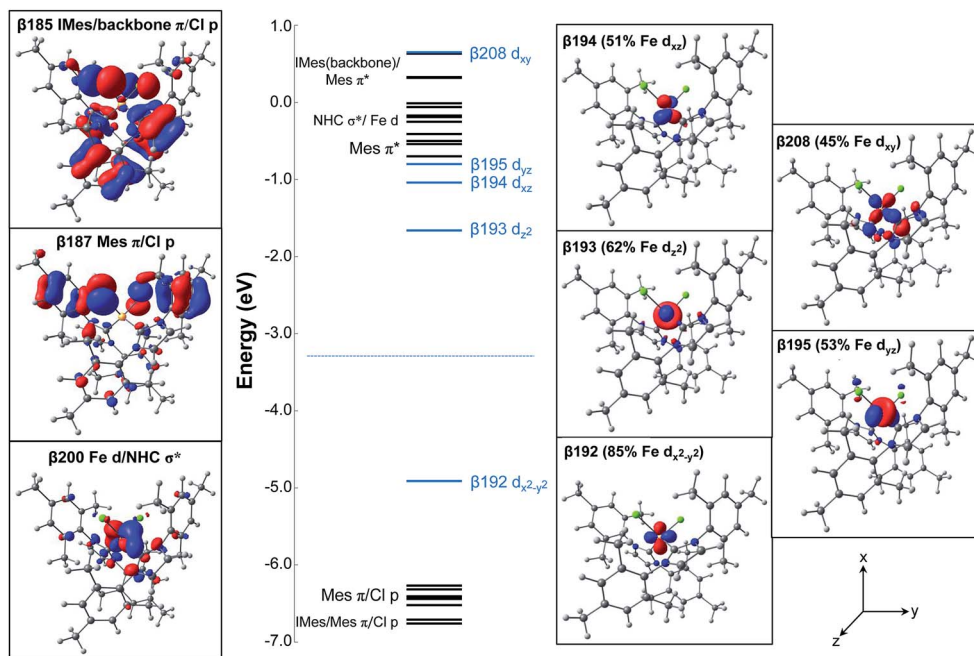 β185 IMes/backbone π/Cl p
β187 Mes π/Cl p
β200 Fe d/NHC σ*
Energy (eV)
1.0
0.0
-1.0
-2.0
-3.0
-4.0
-5.0
-6.0
-7.0
IMes(backbone)/
Mes π*
NHC σ*/ Fe d
Mes π*
Mes π/Cl p
IMes/Mes π/Cl p
β208 dxy
β195 dyz
β194 dxz
β193 dz2
β192 dx2-y2
β194 (51% Fe dxz)
β193 (62% Fe dz2)
β192 (85% Fe dx2-y2)
β208 (45% Fe dxy)
β195 (53% Fe dyz)
x
y
z